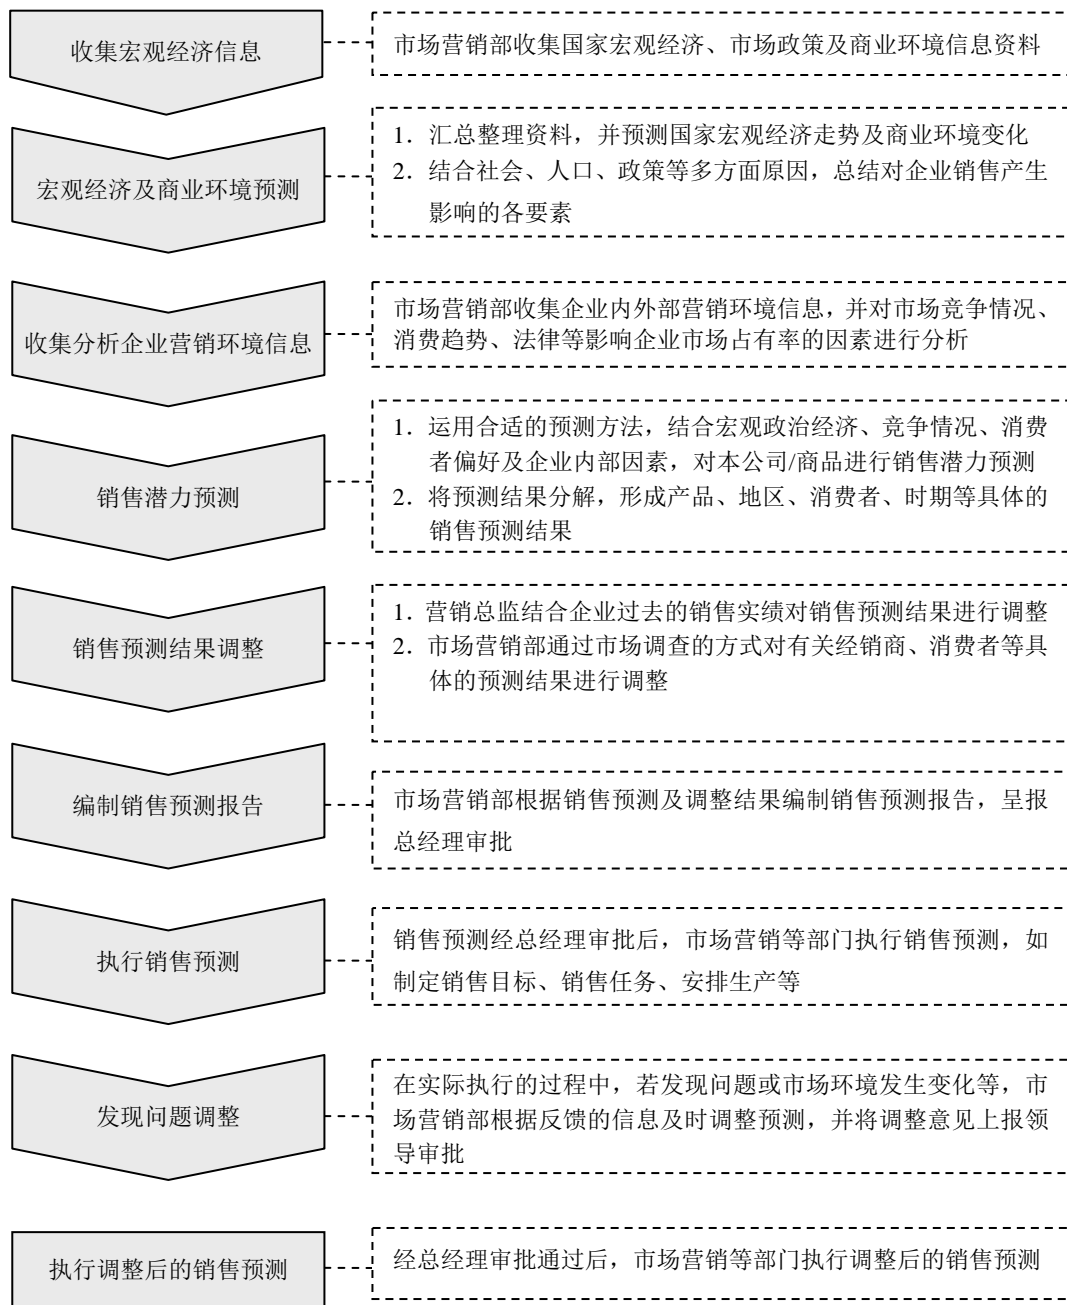 收集宏观经济信息
市场营销部收集国家宏观经济、市场政策及商业环境信息资料
宏观经济及商业环境预测
1. 汇总整理资料，并预测国家宏观经济走势及商业环境变化
2. 结合社会、人口、政策等多方面原因，总结对企业销售产生
影响的各要素
收集分析企业营销环境信息
市场营销部收集企业内外部营销环境信息，并对市场竞争情况、
消费趋势、法律等影响企业市场占有率的因素进行分析
销售潜力预测
1. 运用合适的预测方法，结合宏观政治经济、竞争情况、消费
者偏好及企业内部因素，对本公司/商品进行销售潜力预测
2. 将预测结果分解，形成产品、地区、消费者、时期等具体的
销售预测结果
销售预测结果调整
1. 营销总监结合企业过去的销售实绩对销售预测结果进行调整
2. 市场营销部通过市场调查的方式对有关经销商、消费者等具
体的预测结果进行调整
编制销售预测报告
市场营销部根据销售预测及调整结果编制销售预测报告，呈报
总经理审批
执行销售预测
销售预测经总经理审批后，市场营销等部门执行销售预测，如
制定销售目标、销售任务、安排生产等
发现问题调整
在实际执行的过程中，若发现问题或市场环境发生变化等，市
场营销部根据反馈的信息及时调整预测，并将调整意见上报领
导审批
执行调整后的销售预测
经总经理审批通过后，市场营销等部门执行调整后的销售预测